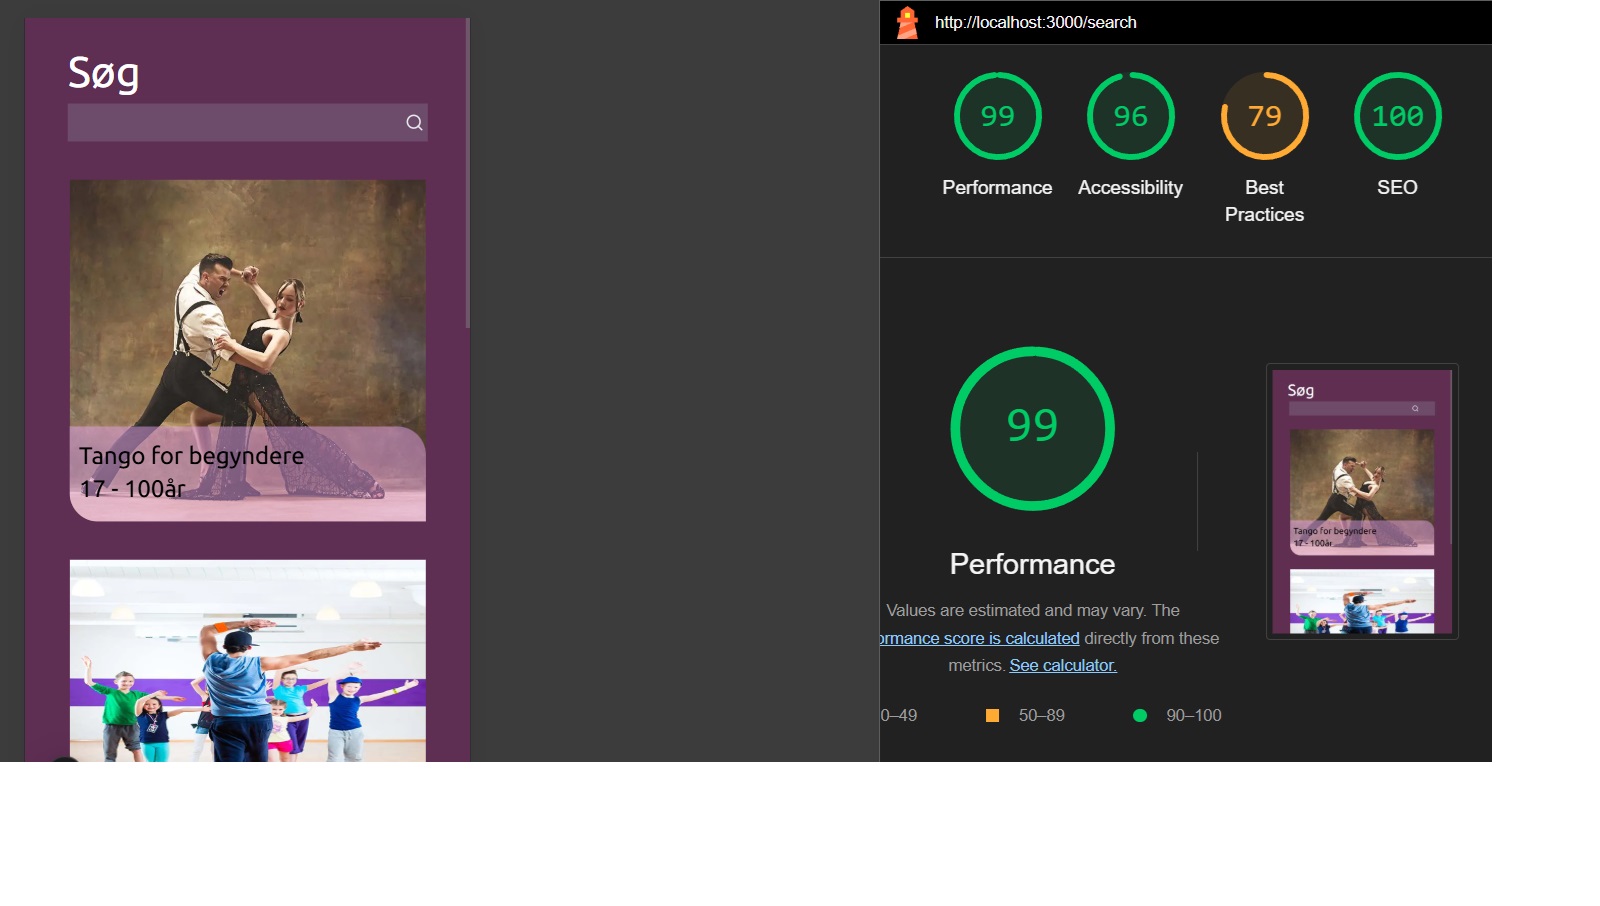 Søg
Tango for begyndere
17 - 100år
http://localhost:3000/search
99
96
79
100
Performance
Accessibility
Best
Practices
SEO
99
Performance
Values are estimated and may vary. The
ormance score is calculated directly from these
metrics. See calculator.
0–49
50–89
90–100
Søg
Tango for begyndere
17 - 100år